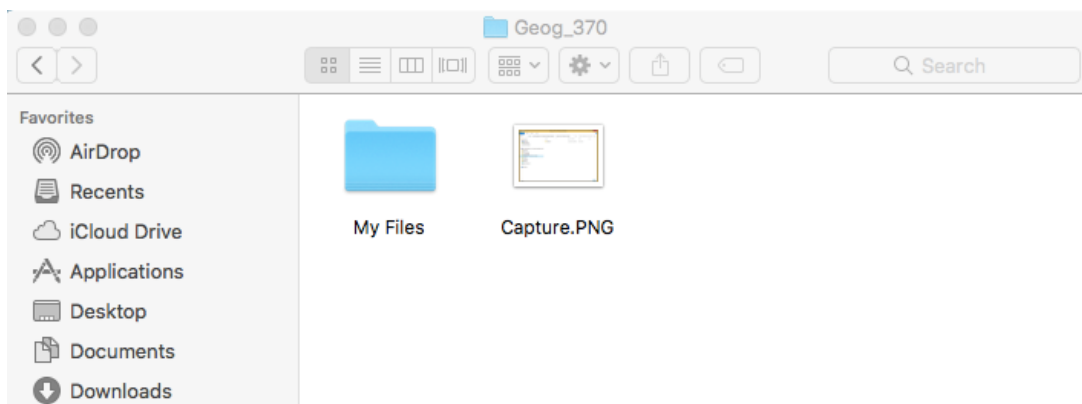 Geog_370
Search
Favorites
AirDrop
Recents
iCloud Drive
Applications
Desktop
Documents
Downloads
My Files
Capture.PNG